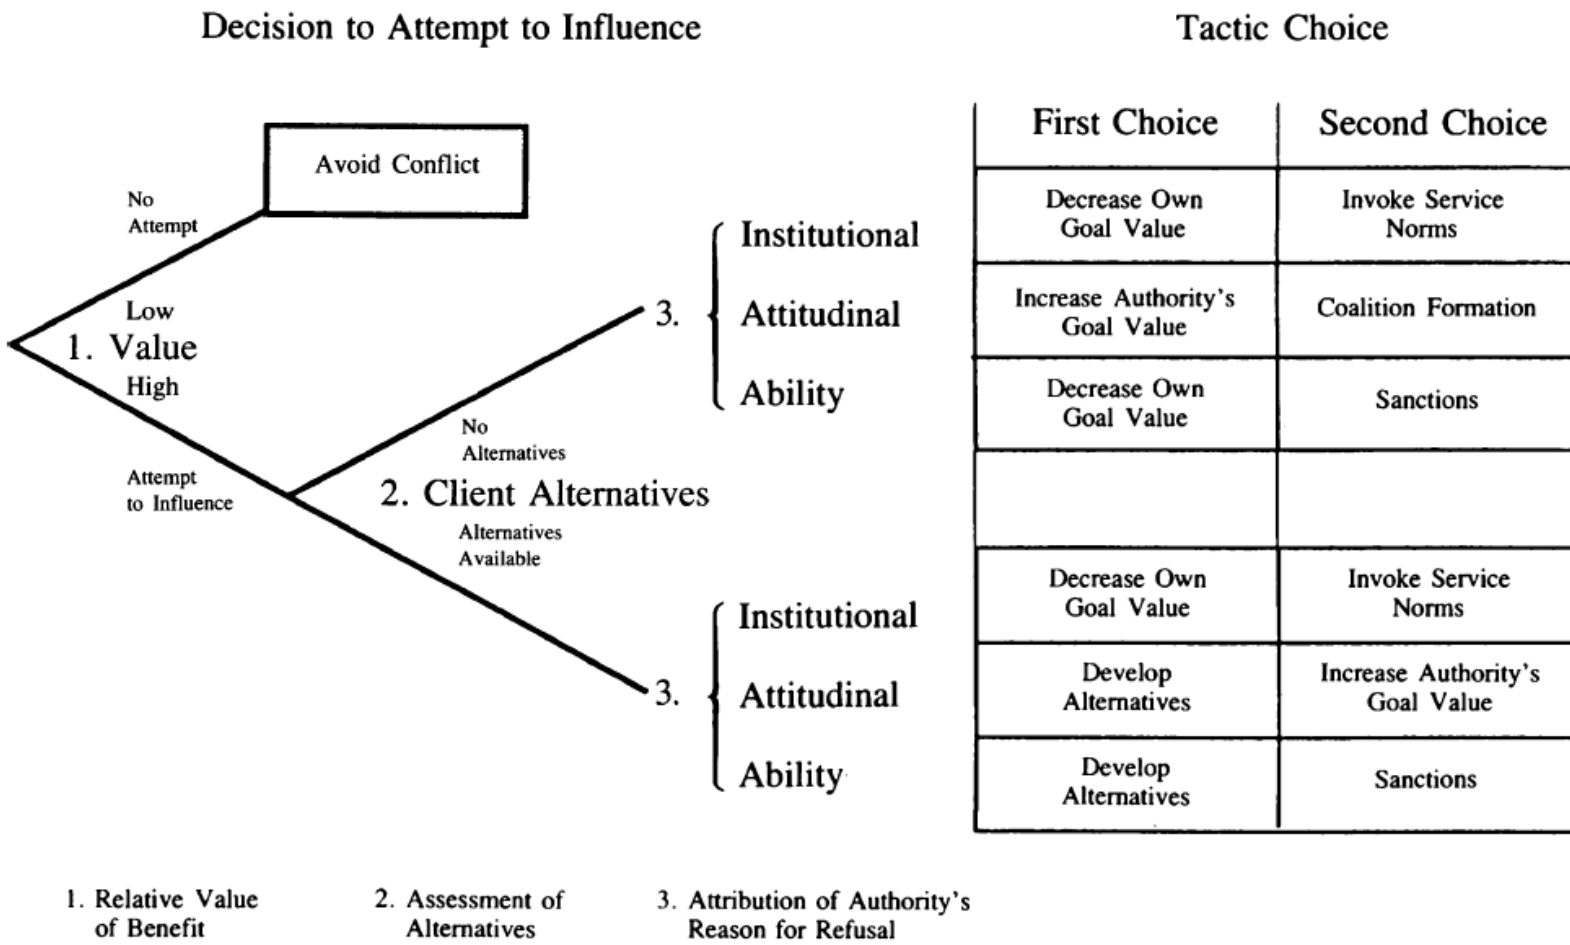 Decision to Attempt to Influence
Tactic Choice
Avoid Conflict
No
Attempt
Low
1. Value
High
Attempt
to Influence
No
Alternatives
2. Client Alternatives
Alternatives
Available
3.
Institutional
Attitudinal
Ability
3.
Institutional
Attitudinal
Ability
First Choice
Second Choice
Decrease Own
Goal Value
Invoke Service
Norms
Increase Authority's
Goal Value
Coalition Formation
Decrease Own
Goal Value
Sanctions
Decrease Own
Goal Value
Invoke Service
Norms
Develop
Alternatives
Increase Authority's
Goal Value
Develop
Alternatives
Sanctions
1. Relative Value
of Benefit
2. Assessment of
Alternatives
3. Attribution of Authority's
Reason for Refusal